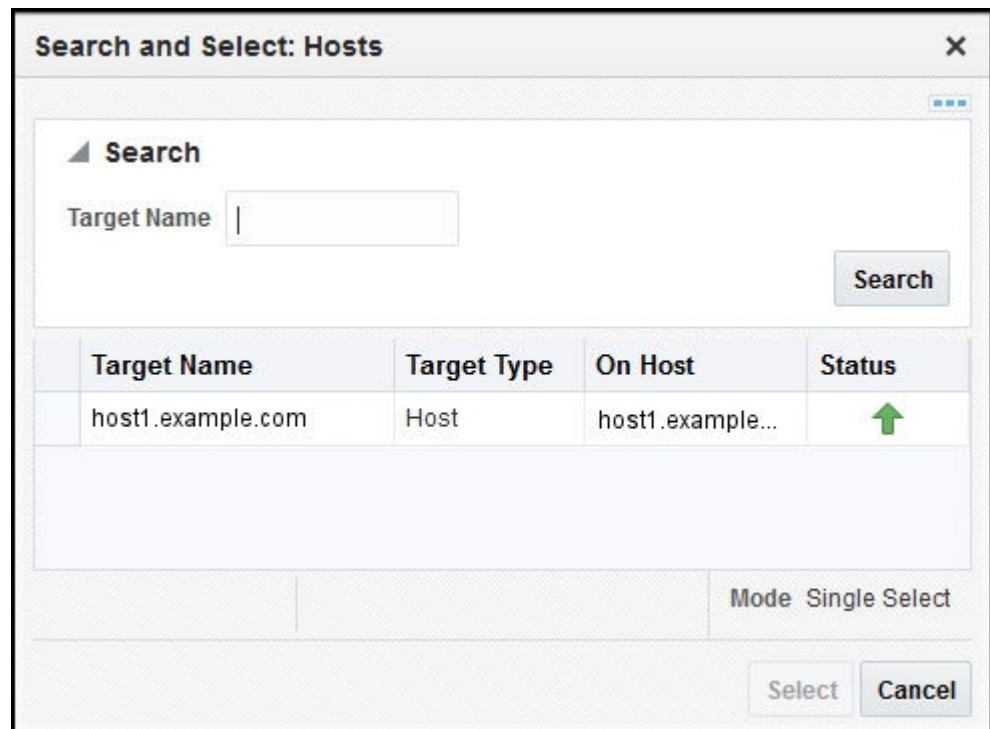 Search and Select: Hosts
Search
Target Name
Search
Target Name Target Type On Host Status
host1.example.com Host host1.example...
Mode Single Select
Select Cancel